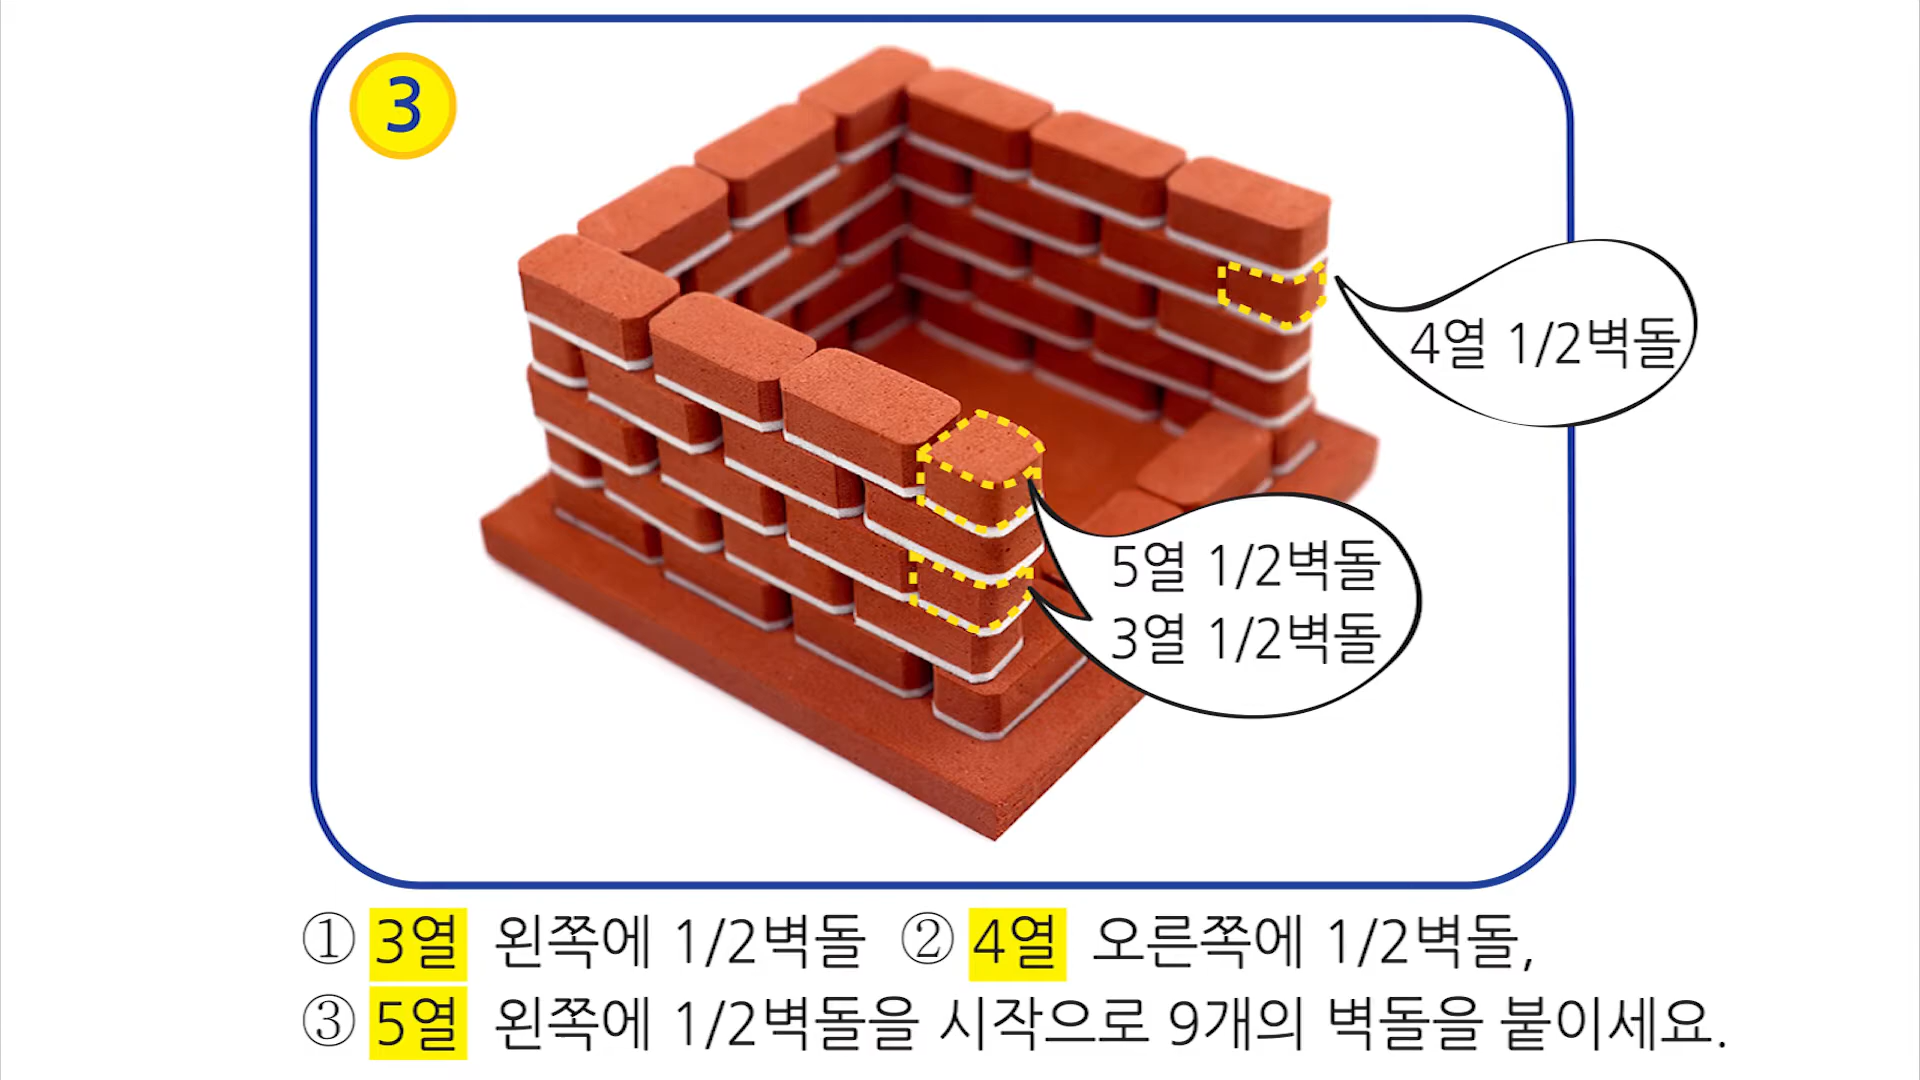 3
4열 1/2벽돌
5열 1/2벽돌
3열 1/2벽돌
① 3열 왼쪽에 1/2벽돌 ② 4열 오른쪽에 1/2벽돌,
③ 5열 왼쪽에 1/2벽돌을 시작으로 9개의 벽돌을 붙이세요.